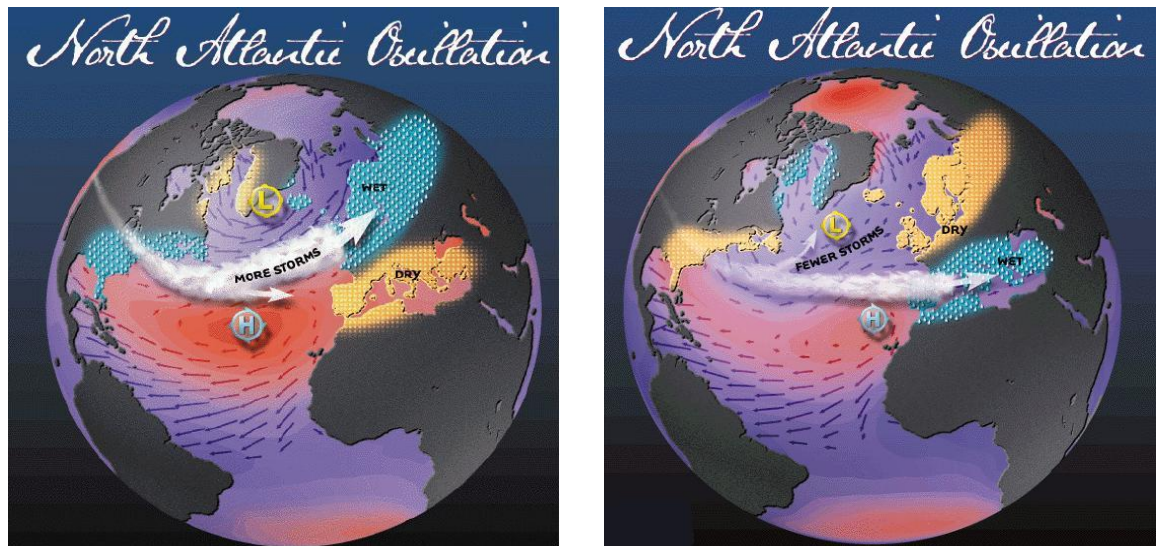 North Atlantic Oscillation
L
WET
MORE STORMS
DRY
H
North Atlantic Oscillation
L
DRY
FEWER STORMS
WET
H